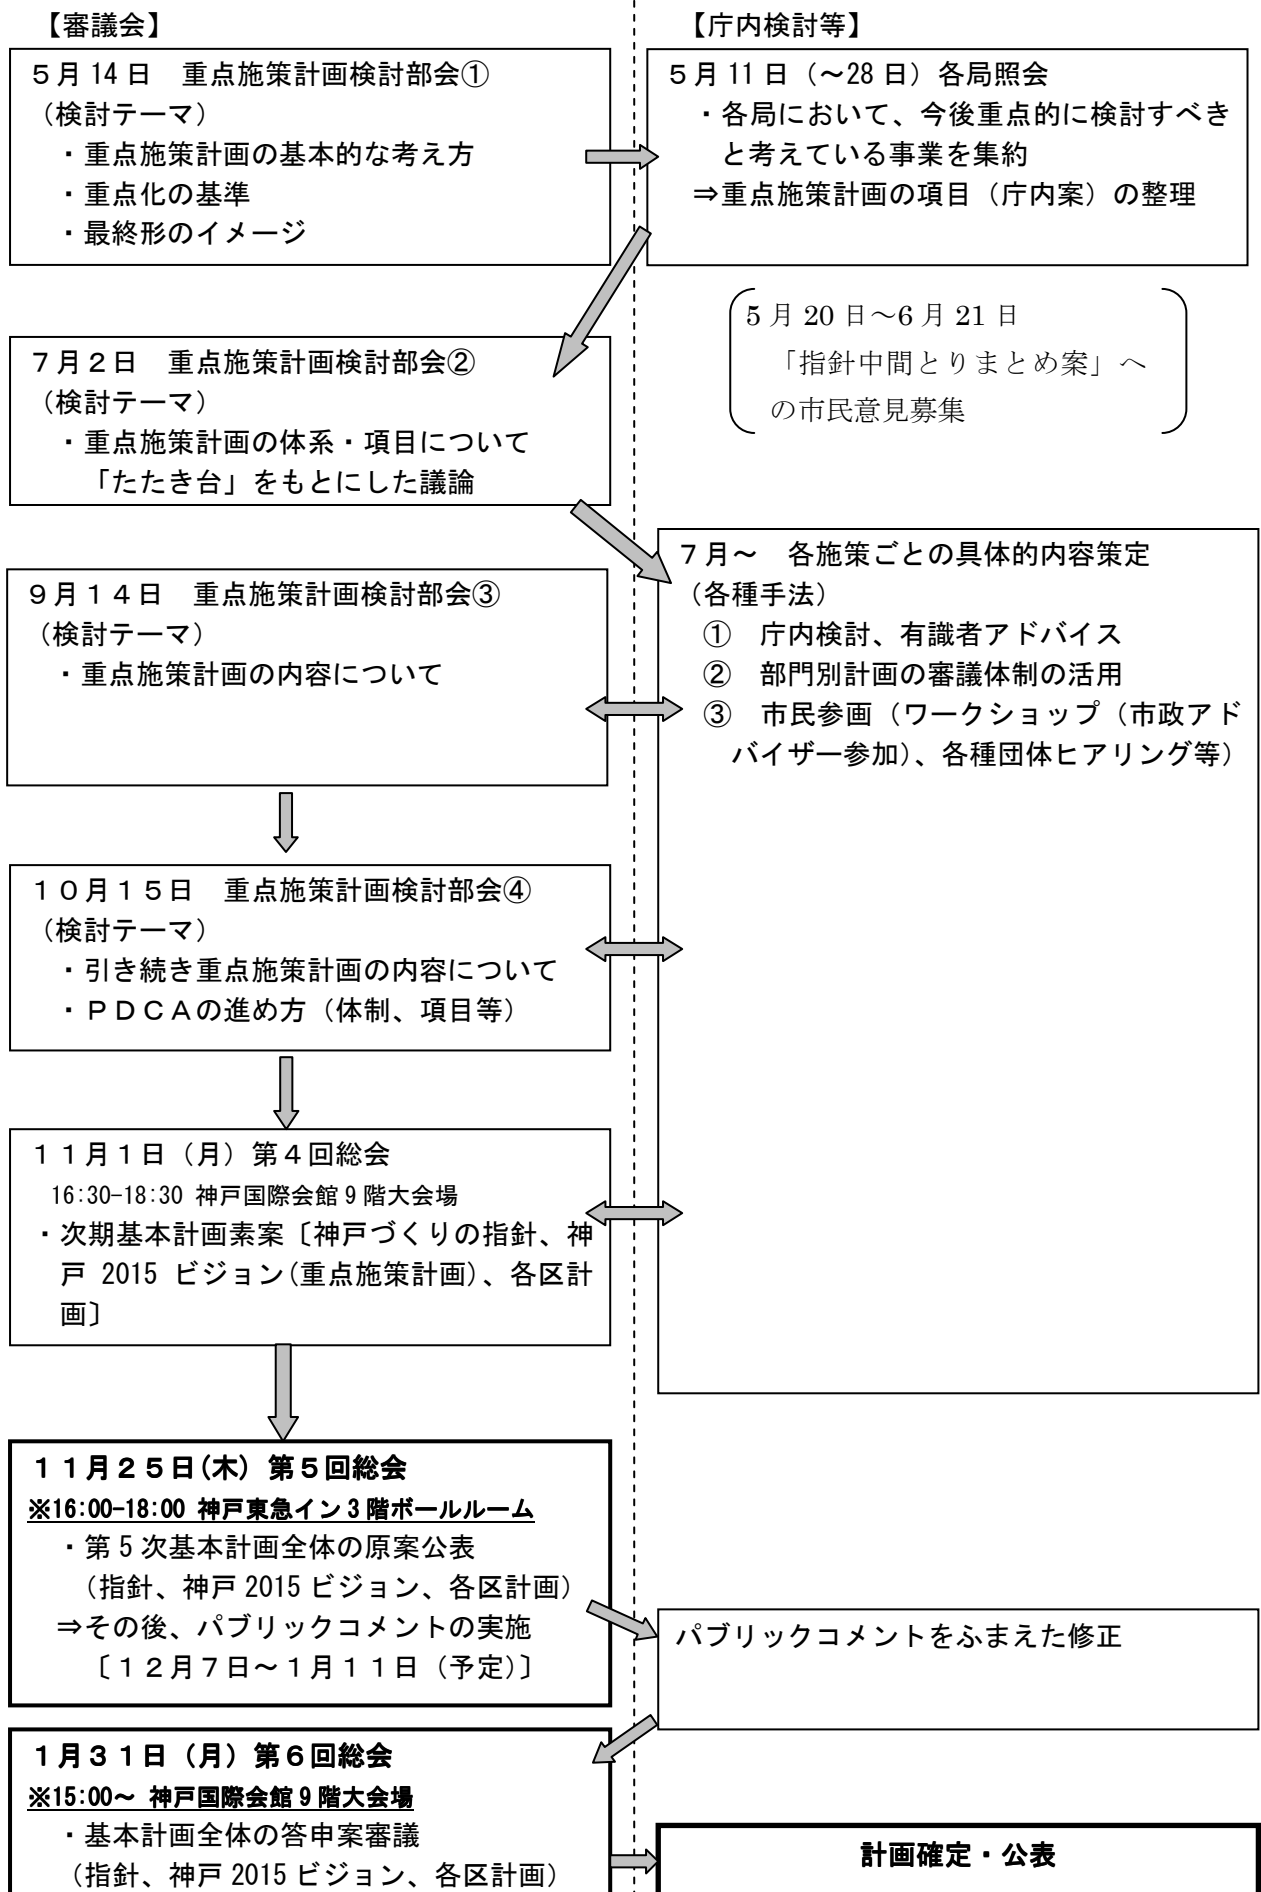 【審議会】
５月14日　重点施策計画検討部会①
（検討テーマ）
・重点施策計画の基本的な考え方
・重点化の基準
・最終形のイメージ
【庁内検討等】
５月11日（～28日）各局照会
・各局において、今後重点的に検討すべき
と考えている事業を集約
⇒重点施策計画の項目（庁内案）の整理
5月20日～6月21日
「指針中間とりまとめ案」へ
の市民意見募集
７月２日　重点施策計画検討部会②
（検討テーマ）
・重点施策計画の体系・項目について
「たたき台」をもとにした議論
７月～　各施策ごとの具体的内容策定
（各種手法）
①　庁内検討、有識者アドバイス
②　部門別計画の審議体制の活用
③　市民参画（ワークショップ（市政アド
バイザー参加）、各種団体ヒアリング等）
９月１４日　重点施策計画検討部会③
（検討テーマ）
・重点施策計画の内容について
１０月１５日　重点施策計画検討部会④
（検討テーマ）
・引き続き重点施策計画の内容について
・ＰＤＣＡの進め方（体制、項目等）
１１月１日（月）第４回総会
16:30-18:30 神戸国際会館９階大会場
・次期基本計画素案〔神戸づくりの指針、神
戸 2015 ビジョン(重点施策計画)、各区計
画〕
１１月２５日(木) 第５回総会
※16:00-18:00 神戸東急イン３階ボールルーム
・第５次基本計画全体の原案公表
（指針、神戸 2015 ビジョン、各区計画）
⇒その後、パブリックコメントの実施
〔１２月７日～１月１１日（予定）〕
パブリックコメントをふまえた修正
１月３１日（月）第６回総会
※15:00～ 神戸国際会館９階大会場
・基本計画全体の答申案審議
（指針、神戸 2015 ビジョン、各区計画）
計画確定・公表